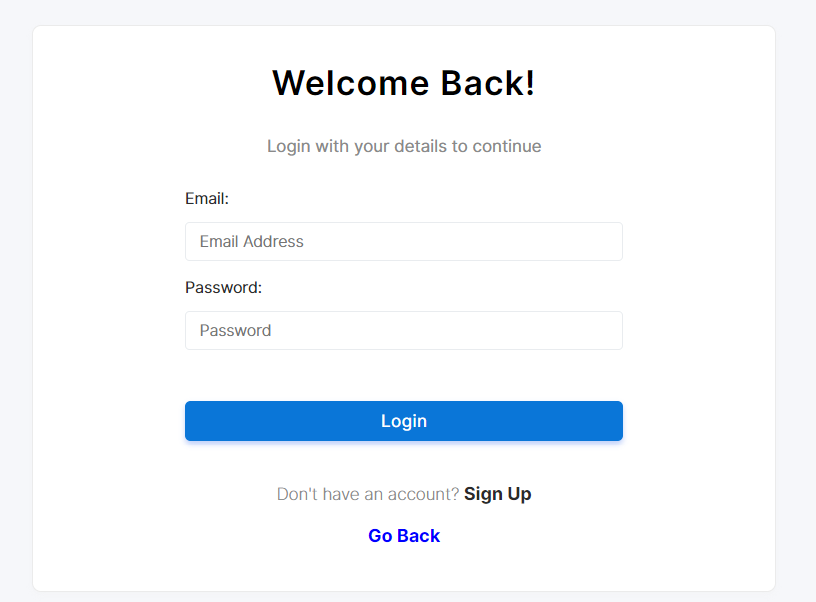 Welcome Back!
Login with your details to continue
Email:
Email Address
Password:
Password
Login
Don't have an account? Sign Up
Go Back